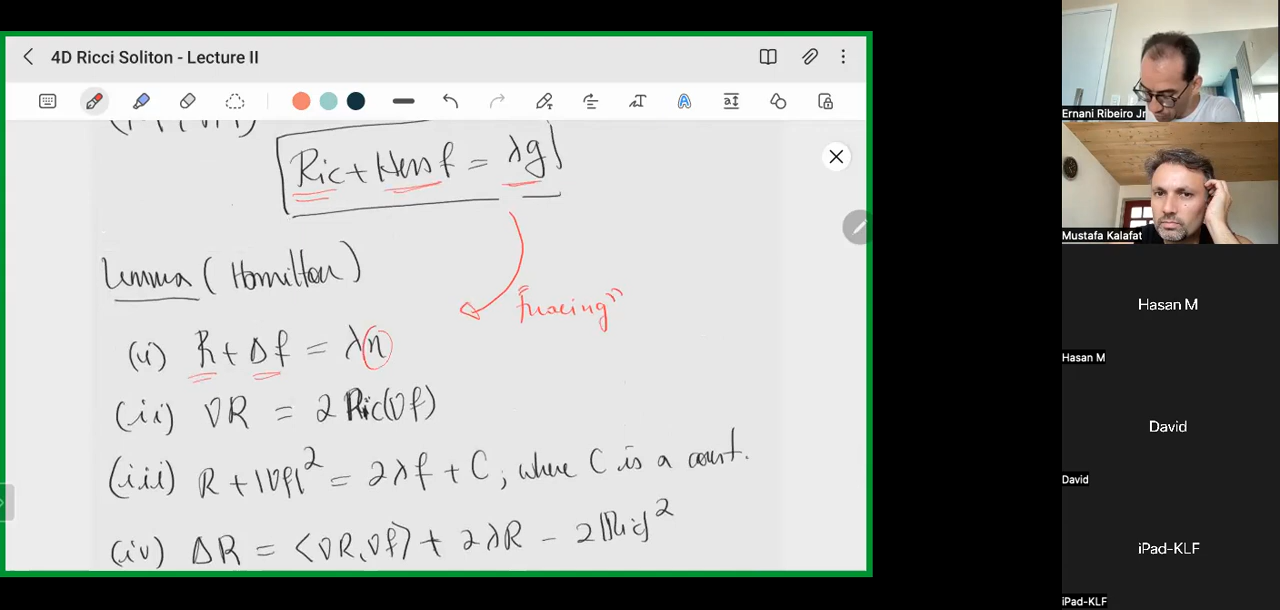 4D Ricci Soliton - Lecture II
Ric + Hess f = λg
Lemma (Hamilton)
"Tracing"
(i) R + Δf = λn
(ii) ∇R = 2 Ric(∇f)
(iii) R + |∇f|² = 2λf + C, where C is a const.
(iv) ΔR = ⟨∇R, ∇f⟩ + 2λR - 2|Ric|²
Ernani Ribeiro Jr
Mustafa Kalafat
Hasan M
Hasan M
David
David
iPad-KLF
iPad-KLF